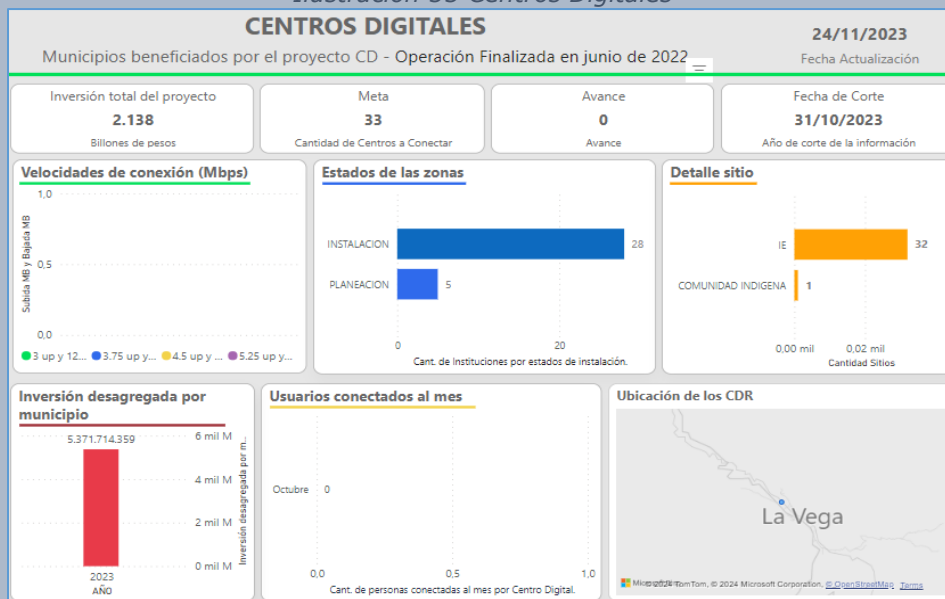 Ilustración 35 Centros Digitales
CENTROS DIGITALES
Municipios beneficiados por el proyecto CD - Operación Finalizada en junio de 2022
24/11/2023
Fecha Actualización
Inversión total del proyecto
2.138
Billones de pesos
Meta
33
Cantidad de Centros a Conectar
Avance
0
Avance
Fecha de Corte
31/10/2023
Año de corte de la información
Velocidades de conexión (Mbps)
1,0
0,5
0,0
Subida MB y Bajada MB
3 up y 12...
3.75 up y...
4.5 up y ...
5.25 up y...
Estados de las zonas
INSTALACION
28
PLANEACION
5
0
20
Cant. de Instituciones por estados de instalación.
Detalle sitio
IE
32
COMUNIDAD INDIGENA
1
0,00 mil
0,02 mil
Cantidad Sitios
Inversión desagregada por
municipio
5.371.714.359
6 mil M
4 mil M
2 mil M
0 mil M
Inversión desagregada por m...
2023
AÑO
Usuarios conectados al mes
Octubre
0
0,0
0,5
1,0
Cant. de personas conectadas al mes por Centro Digital.
Ubicación de los CDR
La Vega
TomTom, © 2024 Microsoft Corporation, © OpenStreetMap Terms